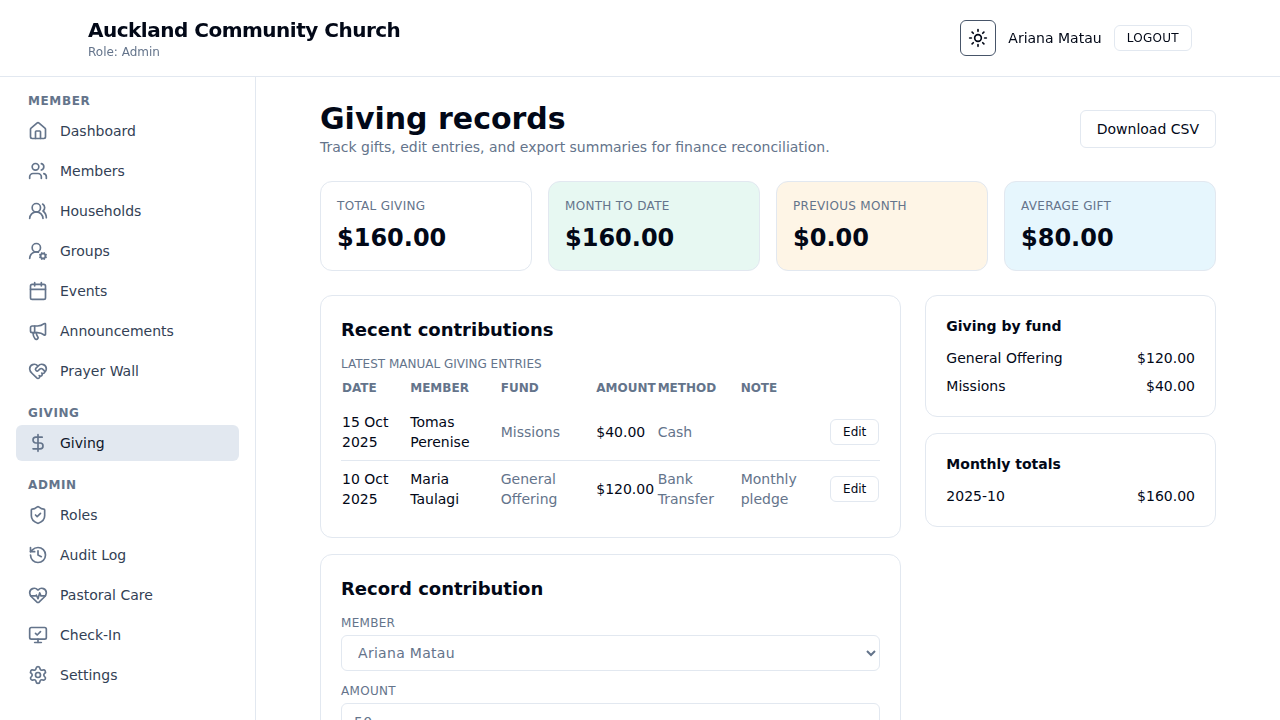 Auckland Community Church
Role: Admin
Ariana Matau
LOGOUT
MEMBER
Dashboard
Members
Households
Groups
Events
Announcements
Prayer Wall
GIVING
Giving
ADMIN
Roles
Audit Log
Pastoral Care
Check-In
Settings
Giving records
Track gifts, edit entries, and export summaries for finance reconciliation.
Download CSV
TOTAL GIVING
$160.00
MONTH TO DATE
$160.00
PREVIOUS MONTH
$0.00
AVERAGE GIFT
$80.00
Recent contributions
LATEST MANUAL GIVING ENTRIES
DATE MEMBER FUND AMOUNT METHOD NOTE
15 Oct 2025 Tomas Perenise Missions $40.00 Cash Edit
10 Oct 2025 Maria Taulagi General Offering $120.00 Bank Transfer Monthly pledge Edit
Giving by fund
General Offering $120.00
Missions $40.00
Monthly totals
2025-10 $160.00
Record contribution
MEMBER
Ariana Matau
AMOUNT
50